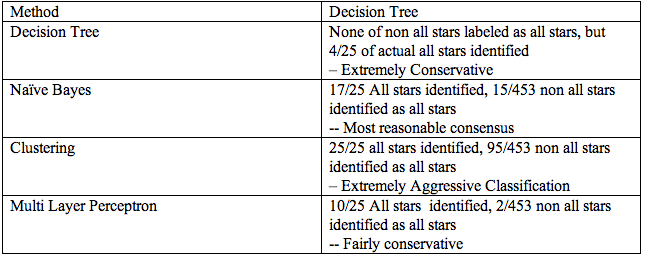 Method Decision Tree
Decision Tree None of non all stars labeled as all stars, but
4/25 of actual all stars identified
– Extremely Conservative
Naïve Bayes 17/25 All stars identified, 15/453 non all stars
identified as all stars
-- Most reasonable consensus
Clustering 25/25 all stars identified, 95/453 non all stars
identified as all stars
– Extremely Aggressive Classification
Multi Layer Perceptron 10/25 All stars  identified, 2/453 non all stars
identified as all stars
-- Fairly conservative